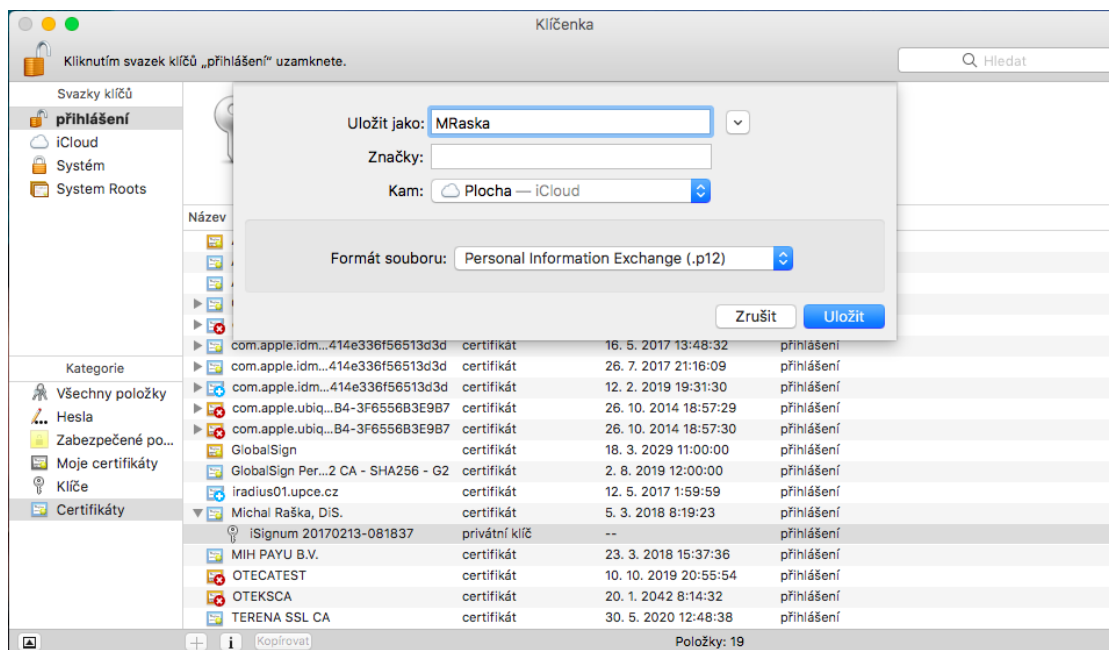 Klíčenka
Kliknutím svazek klíčů „přihlášení“ uzamknete.
Hledat
Svazky klíčů
přihlášení
iCloud
Systém
System Roots
Uložit jako: MRaska
Značky:
Kam: Plocha — iCloud
Formát souboru: Personal Information Exchange (.p12)
Zrušit Uložit
Název
com.apple.idm...414e336f56513d3d certifikát 16. 5. 2017 13:48:32 přihlášení
com.apple.idm...414e336f56513d3d certifikát 26. 7. 2017 21:16:09 přihlášení
com.apple.idm...414e336f56513d3d certifikát 12. 2. 2019 19:31:30 přihlášení
com.apple.ubiq...B4-3F6556B3E9B7 certifikát 26. 10. 2014 18:57:29 přihlášení
com.apple.ubiq...B4-3F6556B3E9B7 certifikát 26. 10. 2014 18:57:30 přihlášení
GlobalSign certifikát 18. 3. 2029 11:00:00 přihlášení
GlobalSign Per...2 CA - SHA256 - G2 certifikát 2. 8. 2019 12:00:00 přihlášení
iradius01.upce.cz certifikát 12. 5. 2017 1:59:59 přihlášení
Michal Raška, DiS. certifikát 5. 3. 2018 8:19:23 přihlášení
iSignum 20170213-081837 privátní klíč -- přihlášení
MIH PAYU B.V. certifikát 23. 3. 2018 15:37:36 přihlášení
OTECATEST certifikát 10. 10. 2019 20:55:54 přihlášení
OTEKSCA certifikát 20. 1. 2042 8:14:32 přihlášení
TERENA SSL CA certifikát 30. 5. 2020 12:48:38 přihlášení
Kategorie
Všechny položky
Hesla
Zabezpečené po...
Moje certifikáty
Klíče
Certifikáty
Kopírovat
Položky: 19